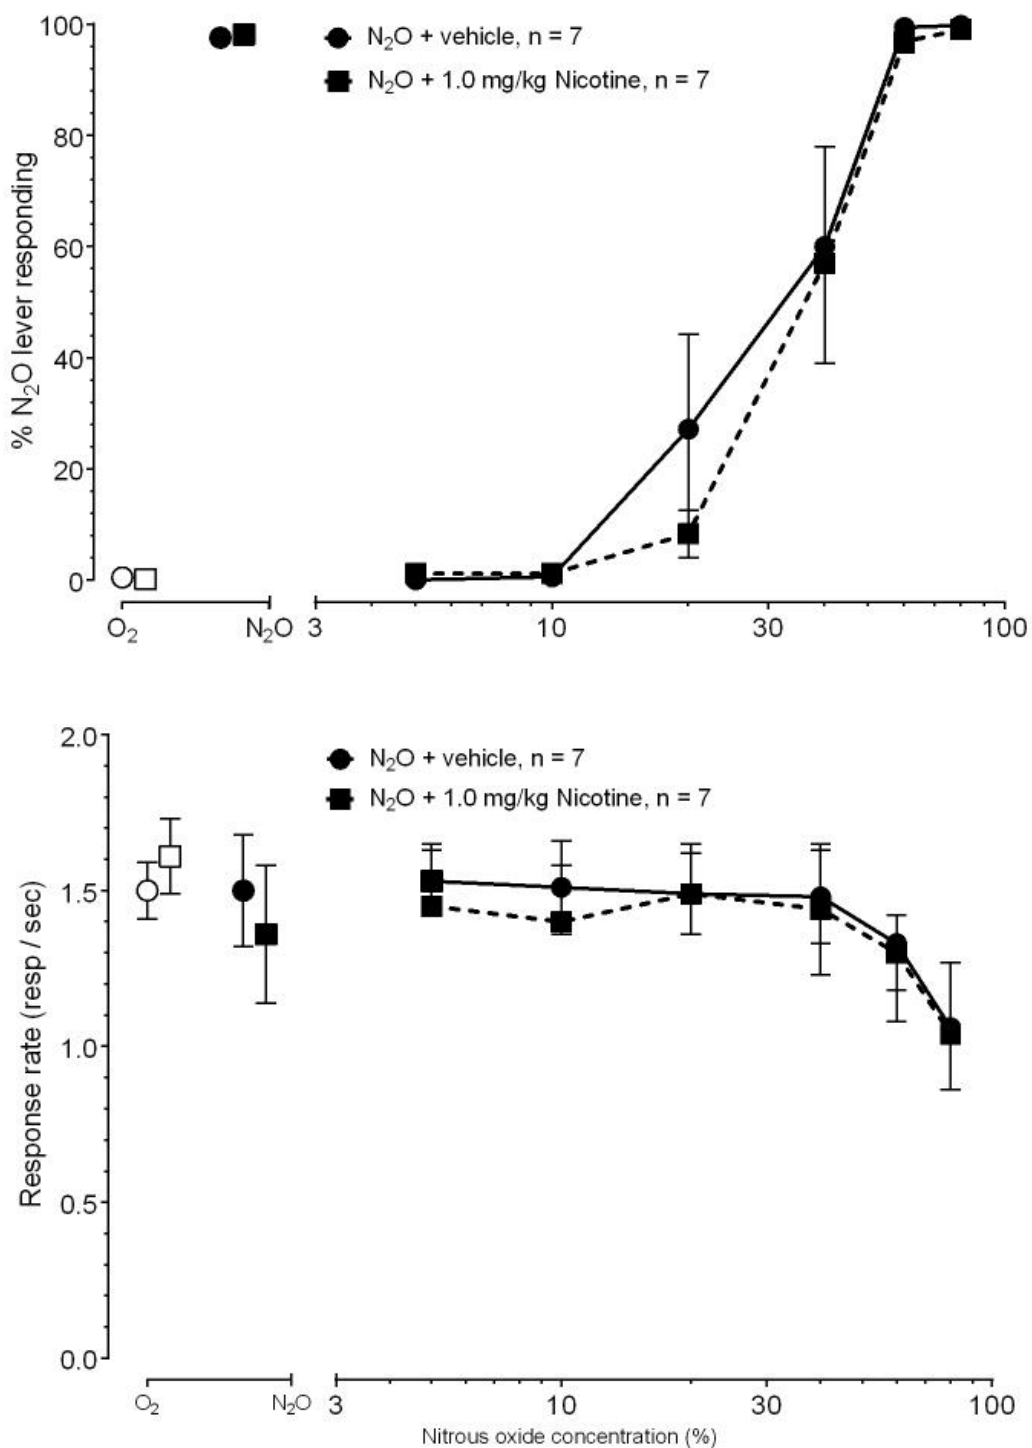 100
80
60
40
20
0
% N₂O lever responding
N₂O + vehicle, n = 7
N₂O + 1.0 mg/kg Nicotine, n = 7
O₂ N₂O 3 10 30 100
2.0
1.5
1.0
0.5
0.0
Response rate (resp / sec)
N₂O + vehicle, n = 7
N₂O + 1.0 mg/kg Nicotine, n = 7
O₂ N₂O 3 10 30 100
Nitrous oxide concentration (%)